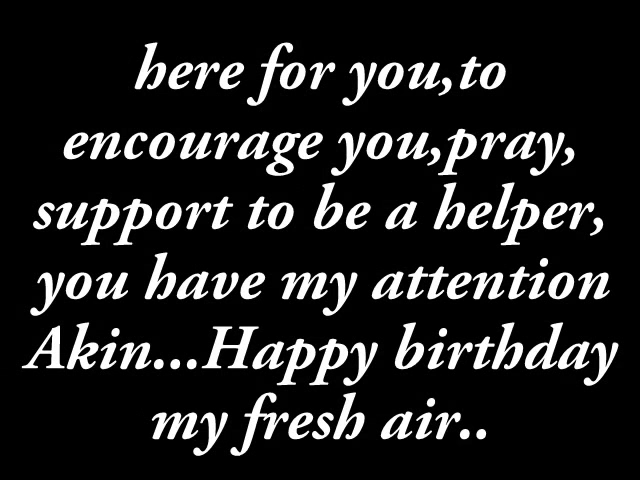 here for you,to
encourage you,pray,
support to be a helper,
you have my attention
Akin...Happy birthday
my fresh air..